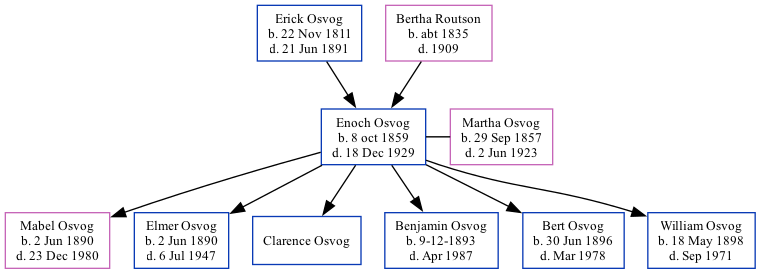 Erick Osvog
b. 22 Nov 1811
d. 21 Jun 1891
Bertha Routson
b. abt 1835
d. 1909
Enoch Osvog
b. 8 oct 1859
d. 18 Dec 1929
Martha Osvog
b. 29 Sep 1857
d. 2 Jun 1923
Mabel Osvog
b. 2 Jun 1890
d. 23 Dec 1980
Elmer Osvog
b. 2 Jun 1890
d. 6 Jul 1947
Clarence Osvog
Benjamin Osvog
b. 9-12-1893
d. Apr 1987
Bert Osvog
b. 30 Jun 1896
d. Mar 1978
William Osvog
b. 18 May 1898
d. Sep 1971